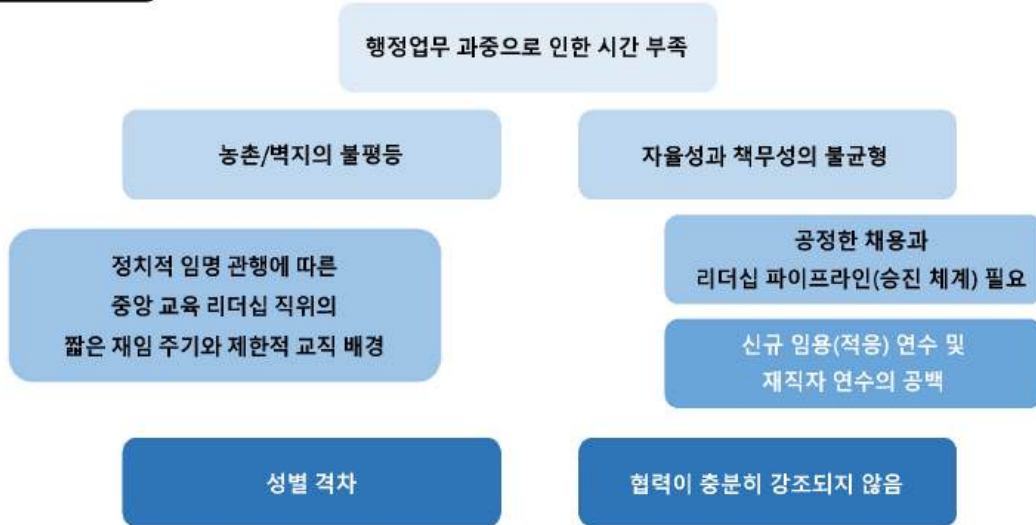 행정업무 과중으로 인한 시간 부족
농촌/벽지의 불평등
자율성과 책무성의 불균형
정치적 임명 관행에 따른
중앙 교육 리더십 직위의
짧은 재임 주기와 제한적 교직 배경
공정한 채용과
리더십 파이프라인(승진 체계) 필요
신규 임용(적응) 연수 및
재직자 연수의 공백
성별 격차
협력이 충분히 강조되지 않음